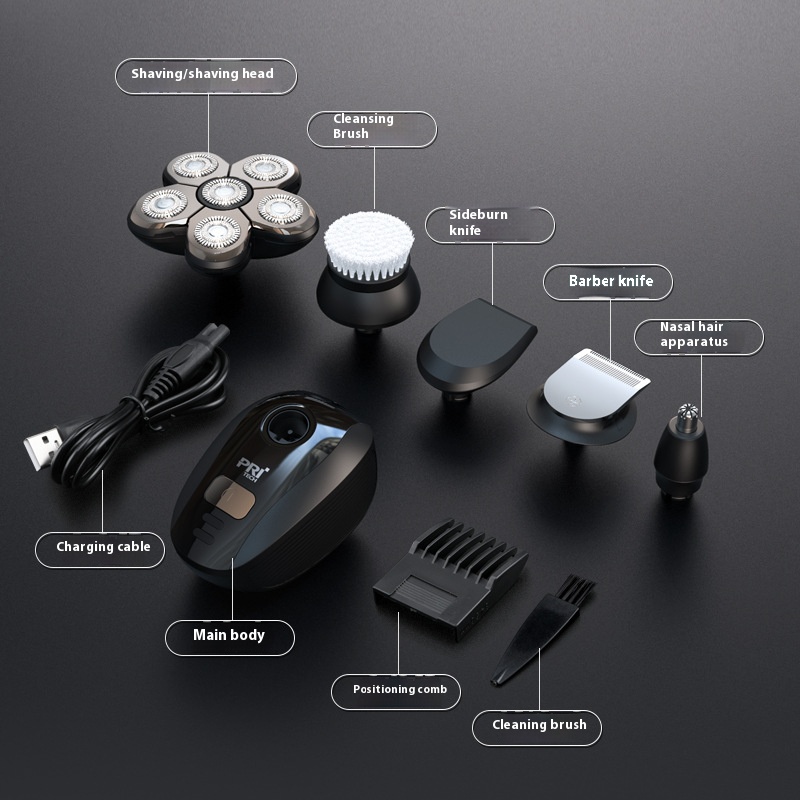 Shaving/shaving head
Cleansing
Brush
Sideburn
knife
Barber knife
Nasal hair
apparatus
PRI
TECH
Charging cable
Main body
Positioning comb
Cleaning brush